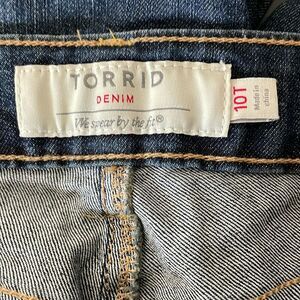 TORRID
DENIM
We swear by the fit®
10T
Made in
China